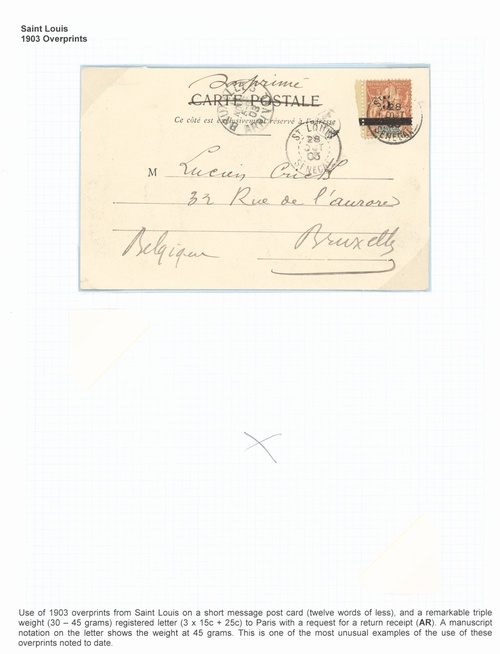 Saint Louis
1903 Overprints
Imprimé
CARTE POSTALE
Ce côté est exclusivement réservé à l'adresse
ST LOUIS
28
03
SENEGAL
M Lucien Crick
32 Rue de l'aurore
Bruxelles
Belgique
Use of 1903 overprints from Saint Louis on a short message post card (twelve words of less), and a remarkable triple
weight (30 – 45 grams) registered letter (3 x 15c + 25c) to Paris with a request for a return receipt (AR). A manuscript
notation on the letter shows the weight at 45 grams. This is one of the most unusual examples of the use of these
overprints noted to date.